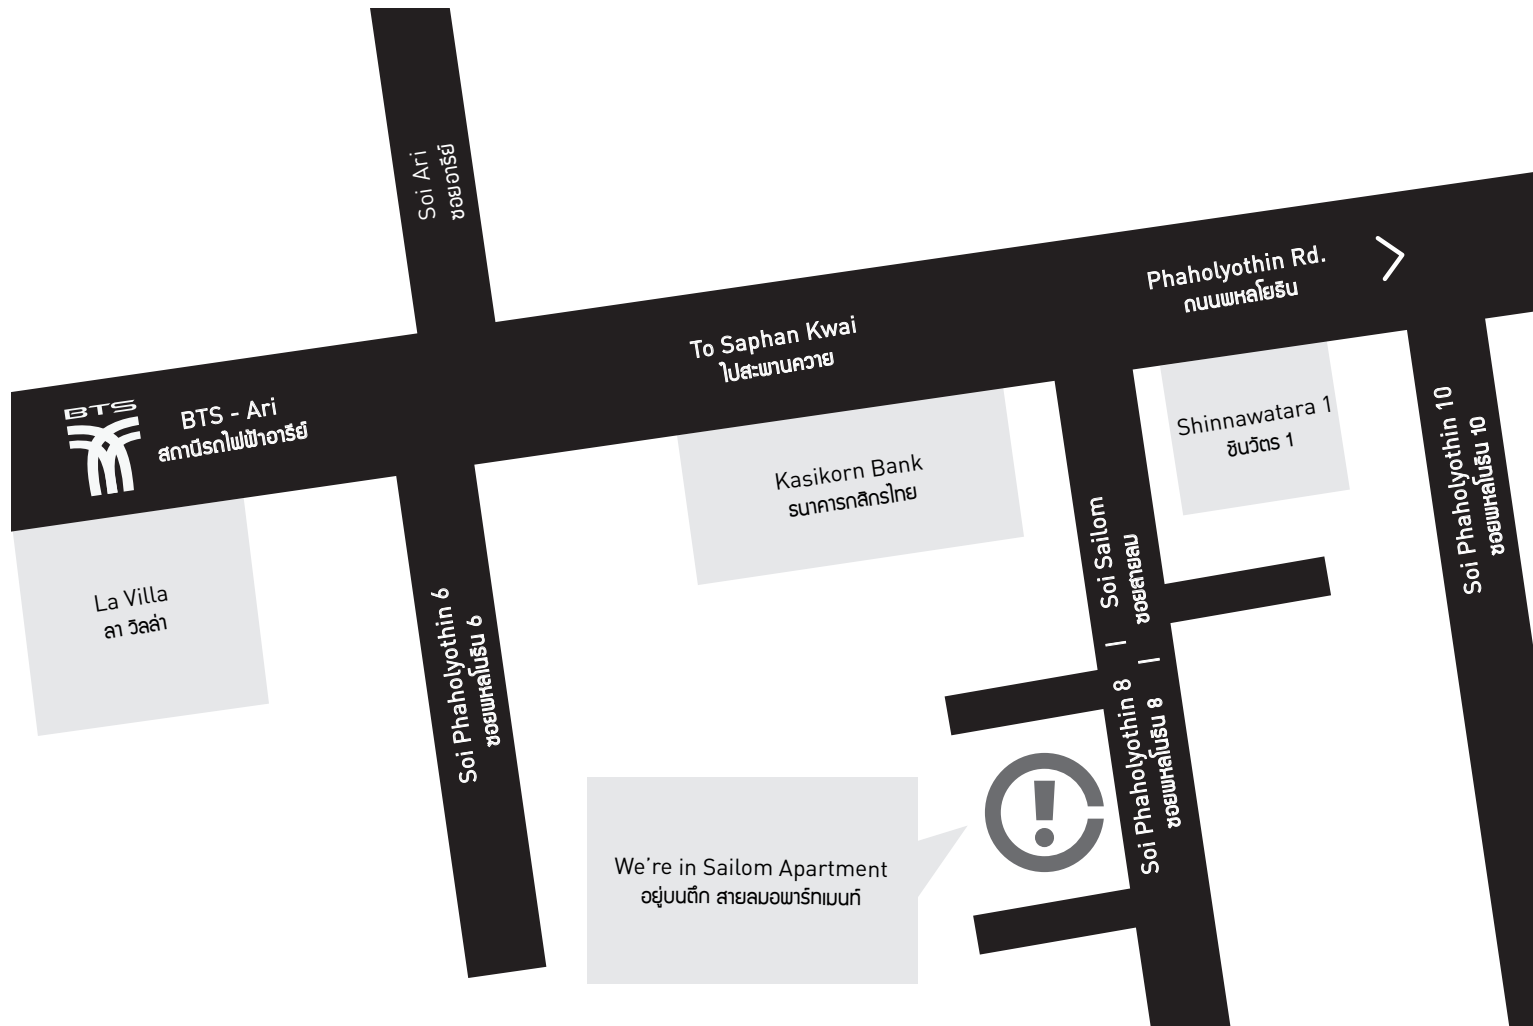 Soi Ari
ซอยอารีย์
Phaholyothin Rd.
ถนนพหลโยธิน
To Saphan Kwai
ไปสะพานควาย
BTS
BTS - Ari
สถานีรถไฟฟ้าอารีย์
Shinnawatara 1
ชินวัตร 1
Kasikorn Bank
ธนาคารกสิกรไทย
Soi Phaholyothin 10
ซอยพหลโนธิน 10
La Villa
ลา วิลล่า
Soi Phaholyothin 6
ซอยพหลโนธิน 6
Soi Phaholyothin 8 | Soi Sailom
ซอยพหลโนธิน 8 | ซอยสายลม
We’re in Sailom Apartment
อยู่บนตึก สายลมอพาร์ทเมนท์